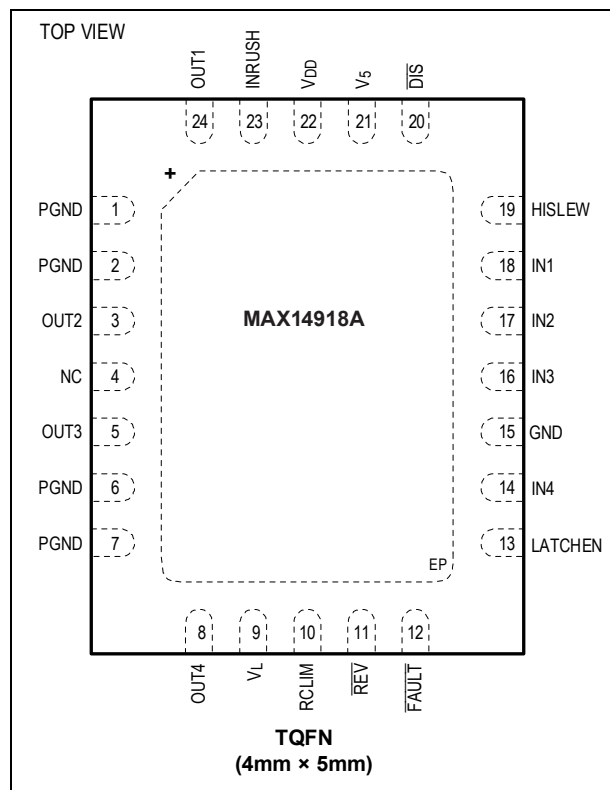 TOP VIEW
OUT1 INRUSH VDD V5 DIS
24 23 22 21 20
+
PGND 1
PGND 2
OUT2 3
NC 4
OUT3 5
PGND 6
PGND 7
MAX14918A
19 HISLEW
18 IN1
17 IN2
16 IN3
15 GND
14 IN4
13 LATCHEN
EP
8 9 10 11 12
OUT4 VL RCLIM REV FAULT
TQFN
(4mm × 5mm)